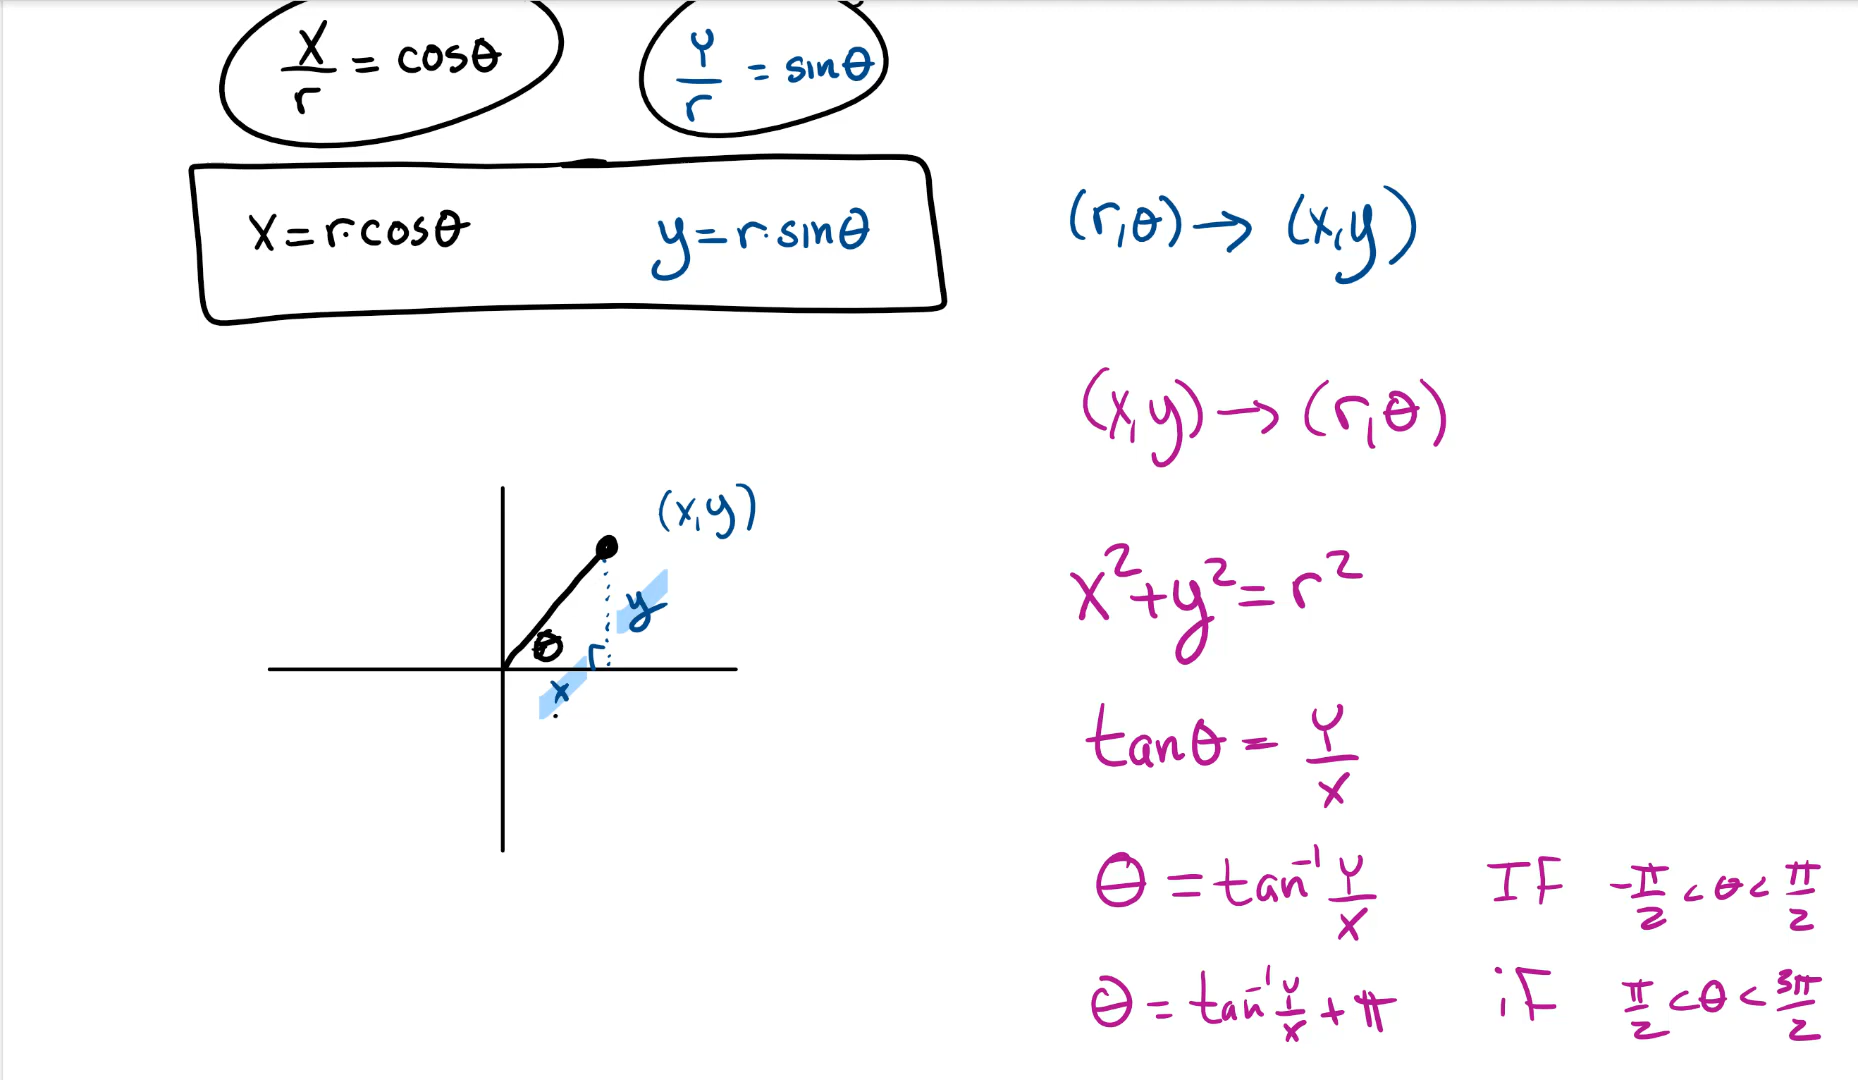 x/r = cosθ
y/r = sinθ
x = r·cosθ
y = r·sinθ
(r,θ) → (x,y)
(x,y) → (r,θ)
(x,y)
y
θ
r
x
x²+y² = r²
tanθ = y/x
θ = tan⁻¹ y/x IF -π/2 < θ < π/2
θ = tan⁻¹ y/x + π iF π/2 < θ < 3π/2